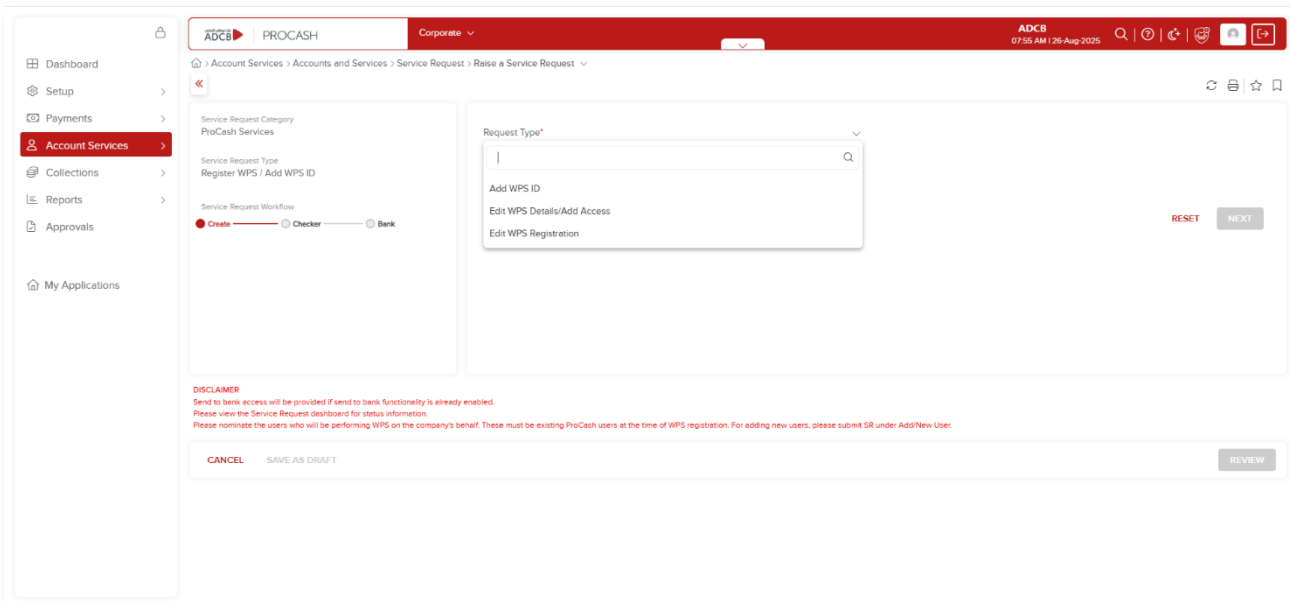 ADCB
PROCASH
Corporate
ADCB
07:55 AM | 26-Aug-2025
Dashboard
Setup
Payments
Account Services
Collections
Reports
Approvals
My Applications
> Account Services > Accounts and Services > Service Request > Raise a Service Request
Service Request Category
ProCash Services
Service Request Type
Register WPS / Add WPS ID
Service Request Workflow
Create Checker Bank
Request Type*
Add WPS ID
Edit WPS Details/Add Access
Edit WPS Registration
RESET NEXT
DISCLAIMER
Send to bank access will be provided if send to bank functionality is already enabled.
Please view the Service Request dashboard for status information.
Please nominate the users who will be performing WPS on the company's behalf. These must be existing ProCash users at the time of WPS registration. For adding new users, please submit SR under Add/New User.
CANCEL SAVE AS DRAFT REVIEW